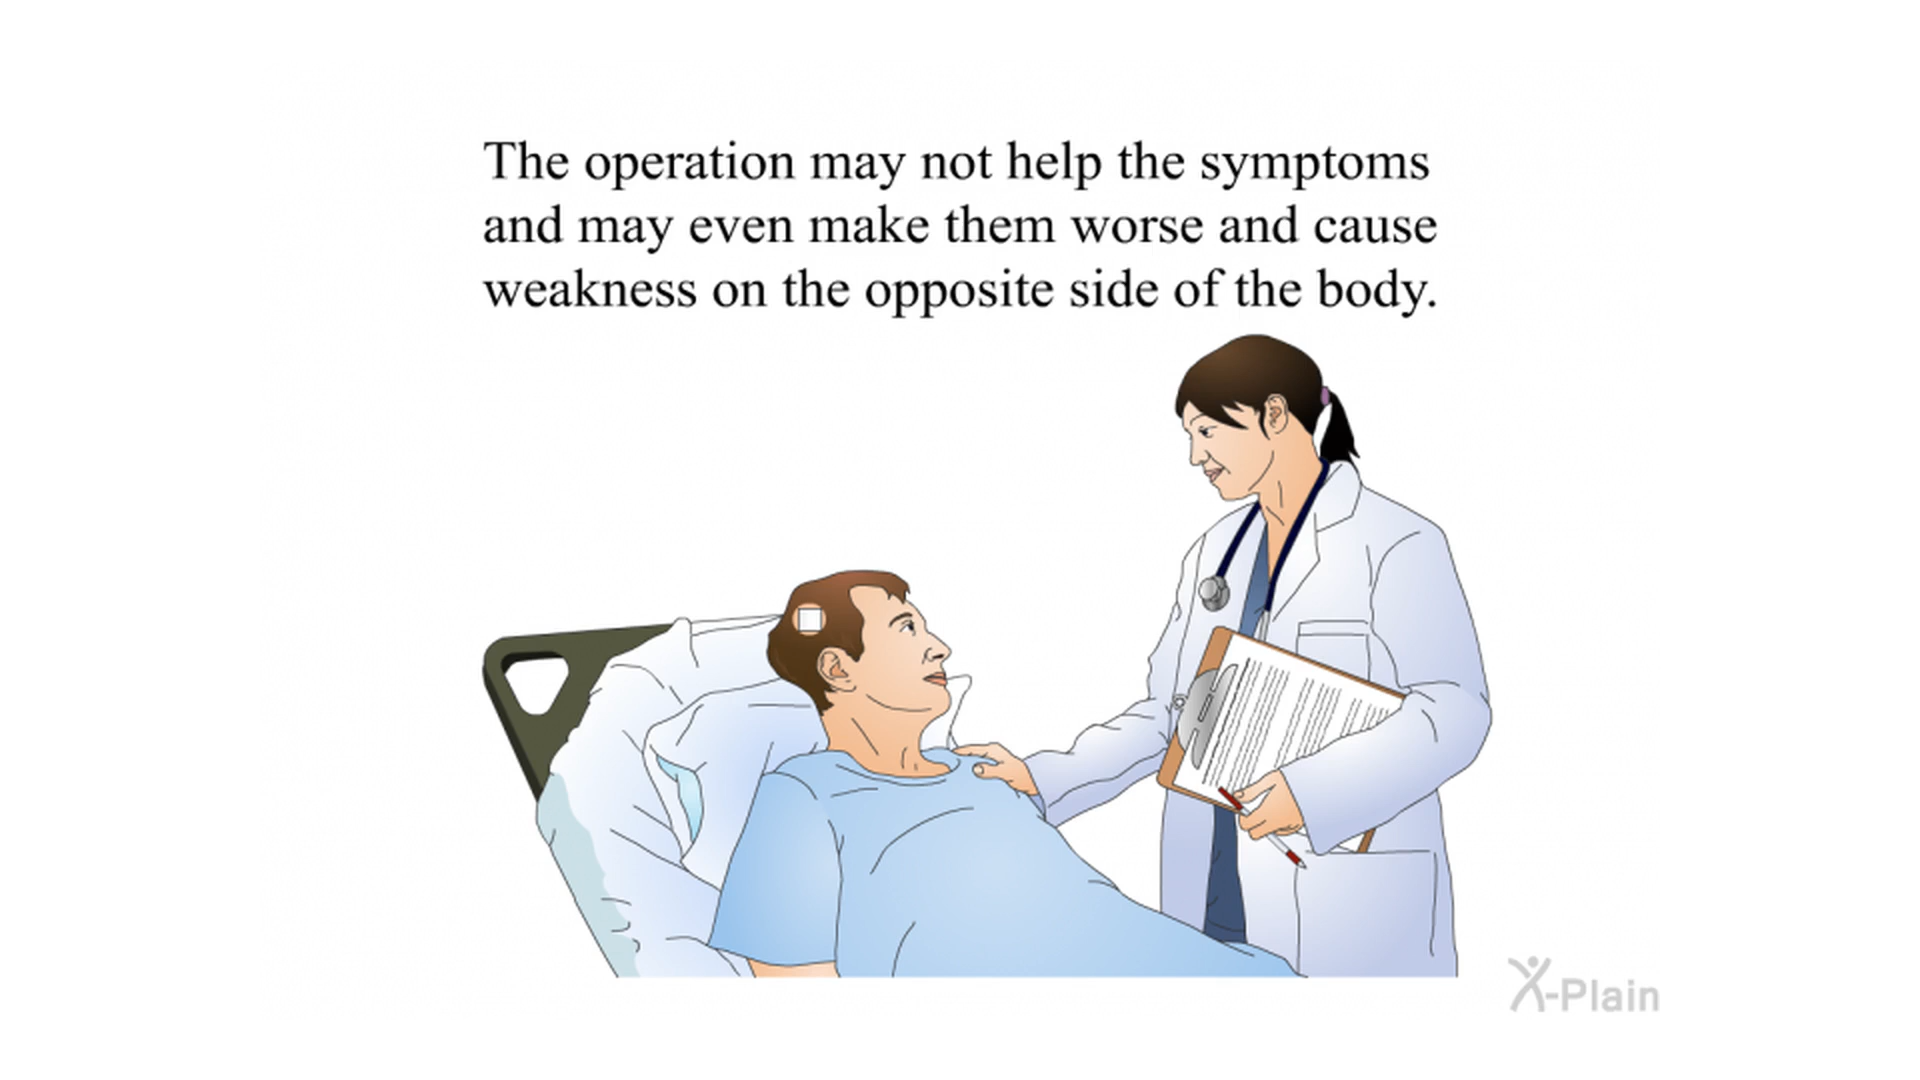 The operation may not help the symptoms
and may even make them worse and cause
weakness on the opposite side of the body.
X-Plain